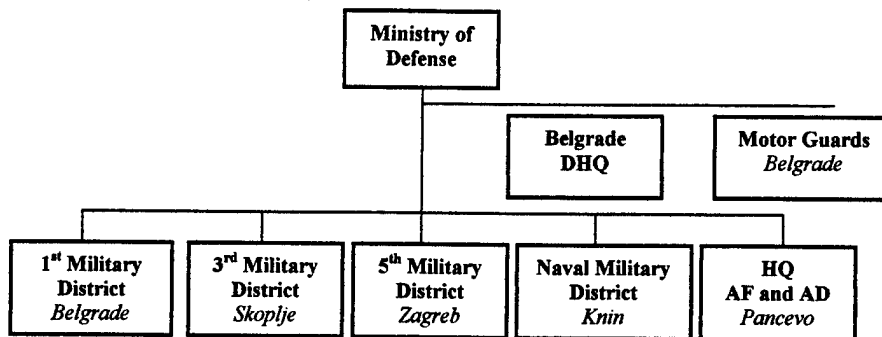 Ministry of
Defense
Belgrade
DHQ
Motor Guards
Belgrade
1st Military
District
Belgrade
3rd Military
District
Skoplje
5th Military
District
Zagreb
Naval Military
District
Knin
HQ
AF and AD
Pancevo